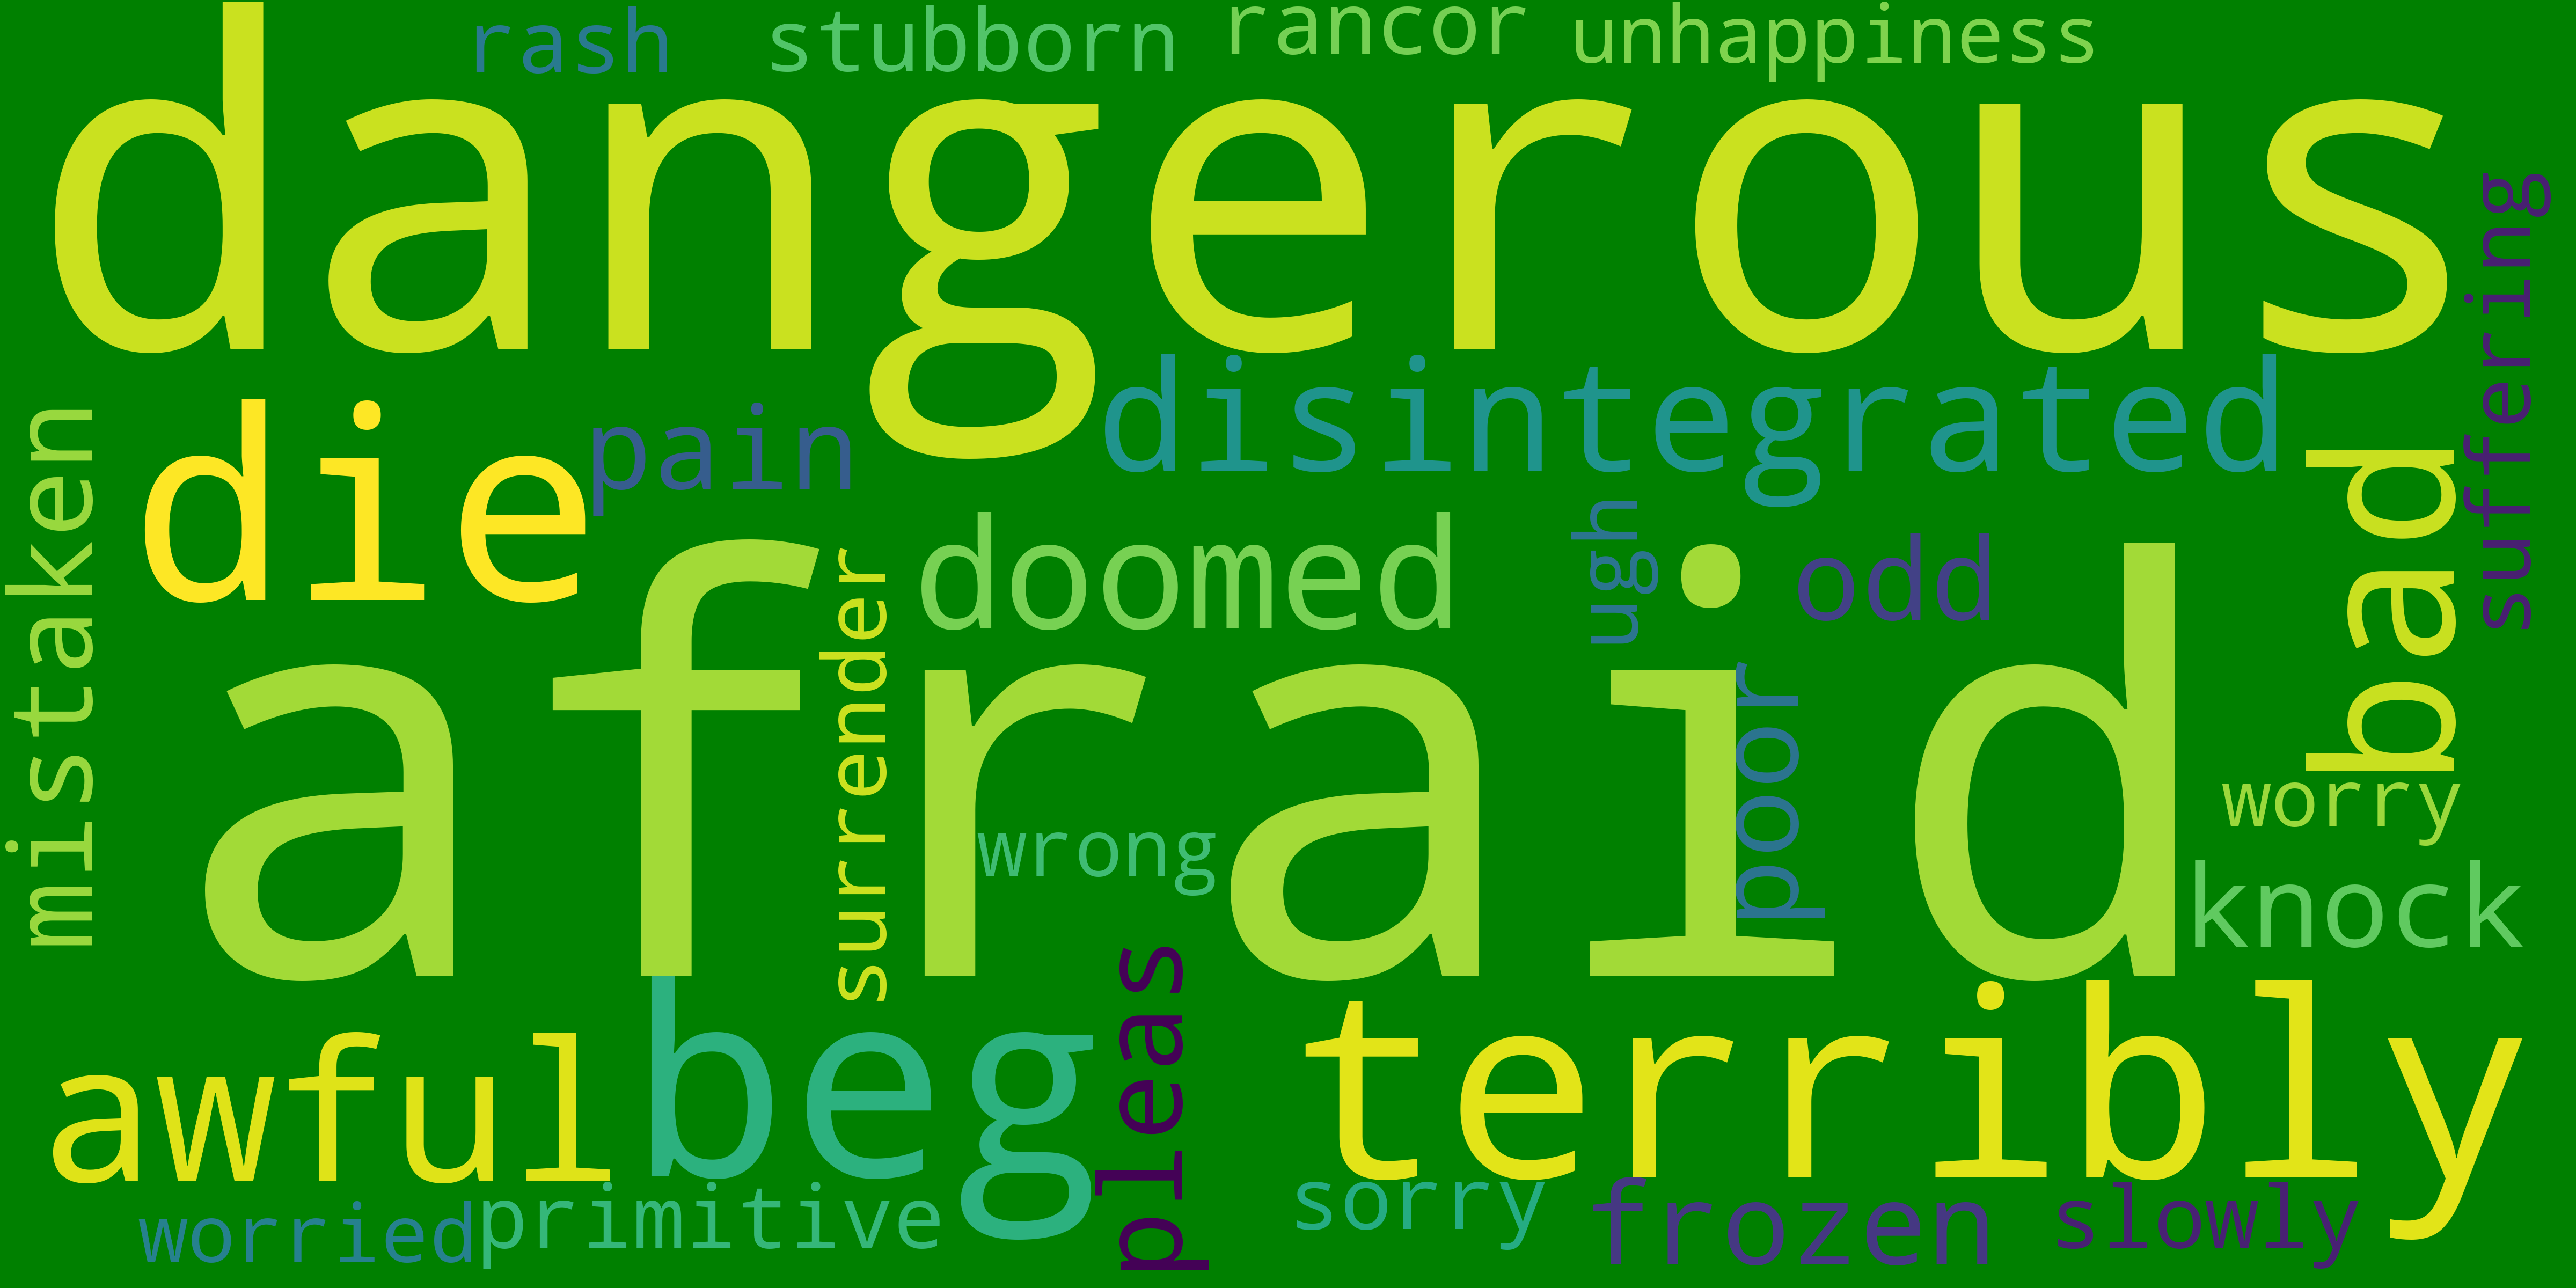 rash stubborn rancor unhappiness
dangerous
suffering
disintegrated
die pain
mistaken
bad
doomed ugh odd
afraid
surrender
poor
wrong
worry
knock
pleas
awful beg terribly
worried primitive sorry frozen slowly